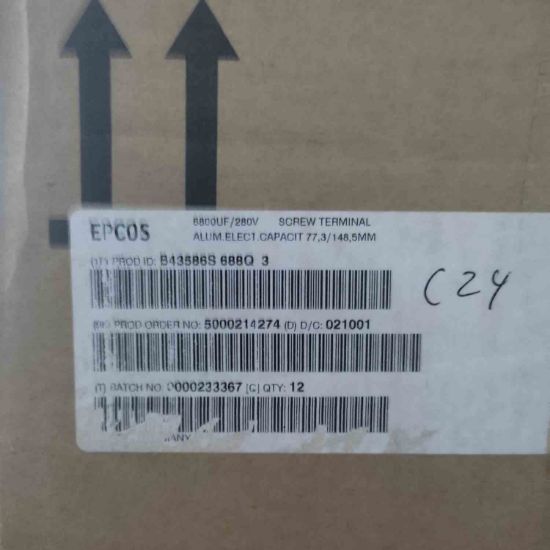 EPCOS 6800UF/280V SCREW TERMINAL
ALUM.ELECT.CAPACIT 77,3/148,5MM
(1T) PROD ID: B43586S 688Q 3
C24
PROD ORDER NO: 5000214274 (D) D/C: 021001
(T) BATCH NO: 0000233367 [Q] QTY: 12